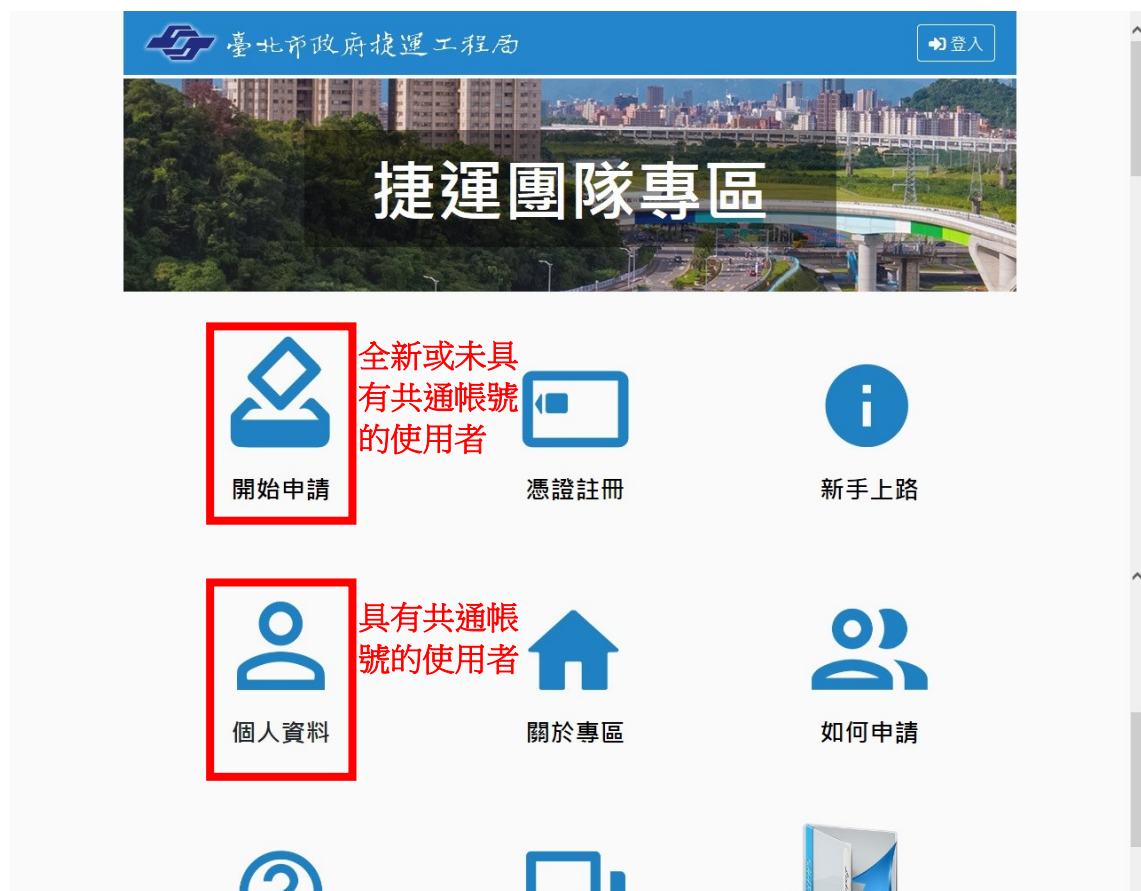 臺北市政府捷運工程局
登入
捷運團隊專區
全新或未具
有共通帳號
的使用者
開始申請
憑證註冊
新手上路
具有共通帳
號的使用者
個人資料
關於專區
如何申請